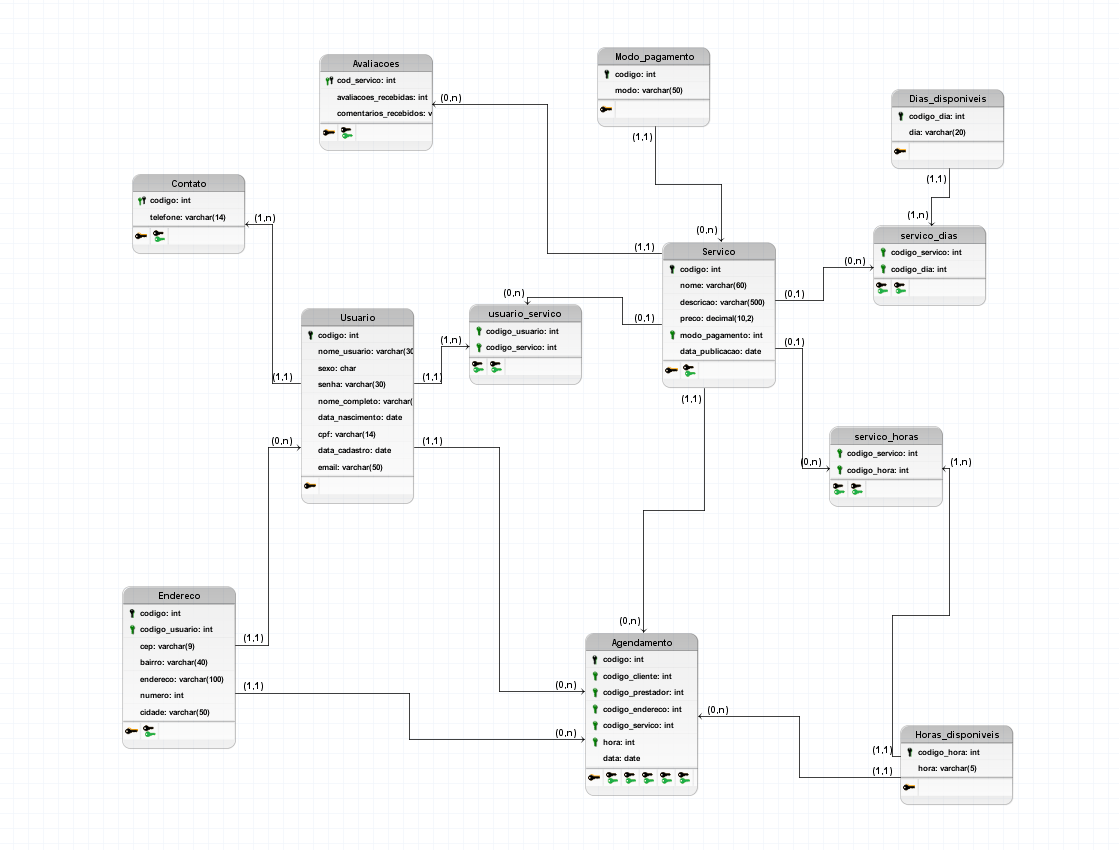 Avaliacoes
cod_servico: int
avaliacoes_recebidas: int
comentarios_recebidos: v
(0,n)
Modo_pagamento
codigo: int
modo: varchar(50)
(1,1)
Dias_disponiveis
codigo_dia: int
dia: varchar(20)
(1,1)
Contato
codigo: int
telefone: varchar(14)
(1,n)
(1,n)
servico_dias
codigo_servico: int
codigo_dia: int
(0,n)
(0,n)
(1,1)
Servico
codigo: int
nome: varchar(60)
descricao: varchar(500)
preco: decimal(10,2)
modo_pagamento: int
data_publicacao: date
(0,1)
(0,1)
(0,1)
(1,1)
(0,n)
usuario_servico
codigo_usuario: int
codigo_servico: int
(1,n)
Usuario
codigo: int
nome_usuario: varchar(30
sexo: char
senha: varchar(30)
nome_completo: varchar(
data_nascimento: date
cpf: varchar(14)
data_cadastro: date
email: varchar(50)
(1,1)
(1,1)
(0,n)
(1,1)
servico_horas
codigo_servico: int
codigo_hora: int
(0,n)
(1,n)
Endereco
codigo: int
codigo_usuario: int
cep: varchar(9)
bairro: varchar(40)
endereco: varchar(100)
numero: int
cidade: varchar(50)
(1,1)
(1,1)
(0,n)
Agendamento
codigo: int
codigo_cliente: int
codigo_prestador: int
codigo_endereco: int
codigo_servico: int
hora: int
data: date
(0,n)
(0,n)
(0,n)
Horas_disponiveis
codigo_hora: int
hora: varchar(5)
(1,1)
(1,1)